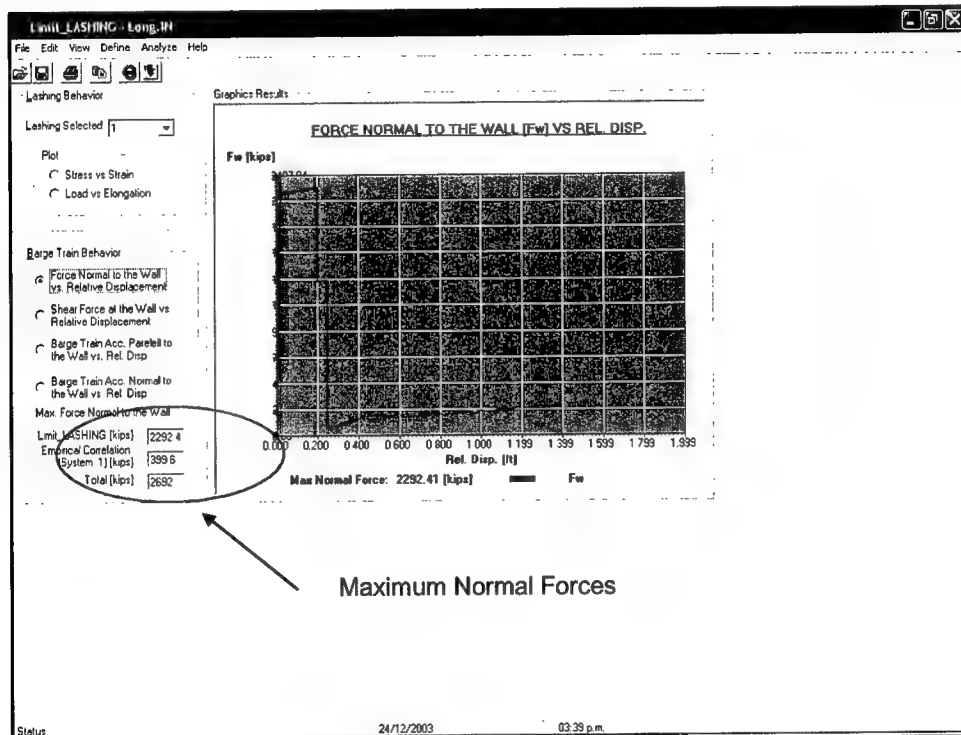 Limit_LASHING - Long.IN
File Edit View Define Analyze Help
Lashing Behavior
Lashing Selected 1
Plot
Stress vs Strain
Load vs Elongation
Barge Train Behavior
Force Normal to the Wall
vs. Relative Displacement
Shear Force at the Wall vs
Relative Displacement
Barge Train Acc. Parelell to
the Wall vs. Rel. Disp
Barge Train Acc. Normal to
the Wall vs Rel Disp
Max. Force Normal to the Wall
Limit_LASHING [kips] 2292 4
Empirical Correlation
(System 1) [kips] 399 6
Total [kips] 2692
Graphics Results
FORCE NORMAL TO THE WALL [Fw] VS REL. DISP.
Fw [kips]
0.000 0.200 0.400 0.600 0 800 1 000 1 199 1.399 1 599 1.799 1.999
Rel. Disp. [ft]
Max Normal Force: 2292.41 [kips] Fw
Maximum Normal Forces
Status 24/12/2003 03:39 p.m.